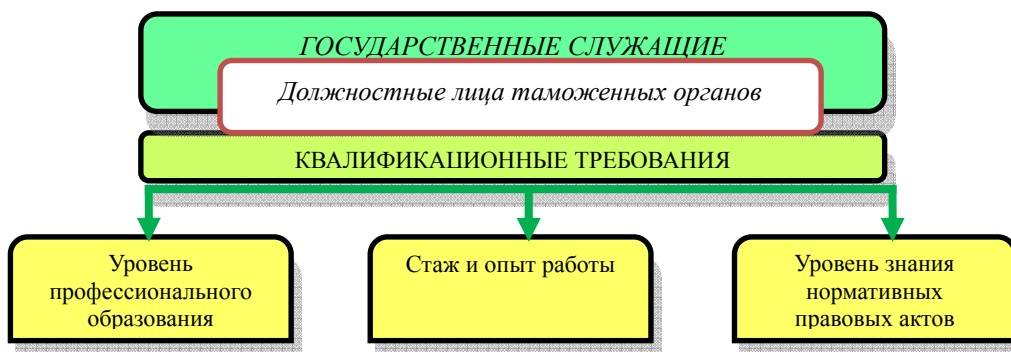 ГОСУДАРСТВЕННЫЕ СЛУЖАЩИЕ
Должностные лица таможенных органов
КВАЛИФИКАЦИОННЫЕ ТРЕБОВАНИЯ
Уровень
профессионального
образования
Стаж и опыт работы
Уровень знания
нормативных
правовых актов